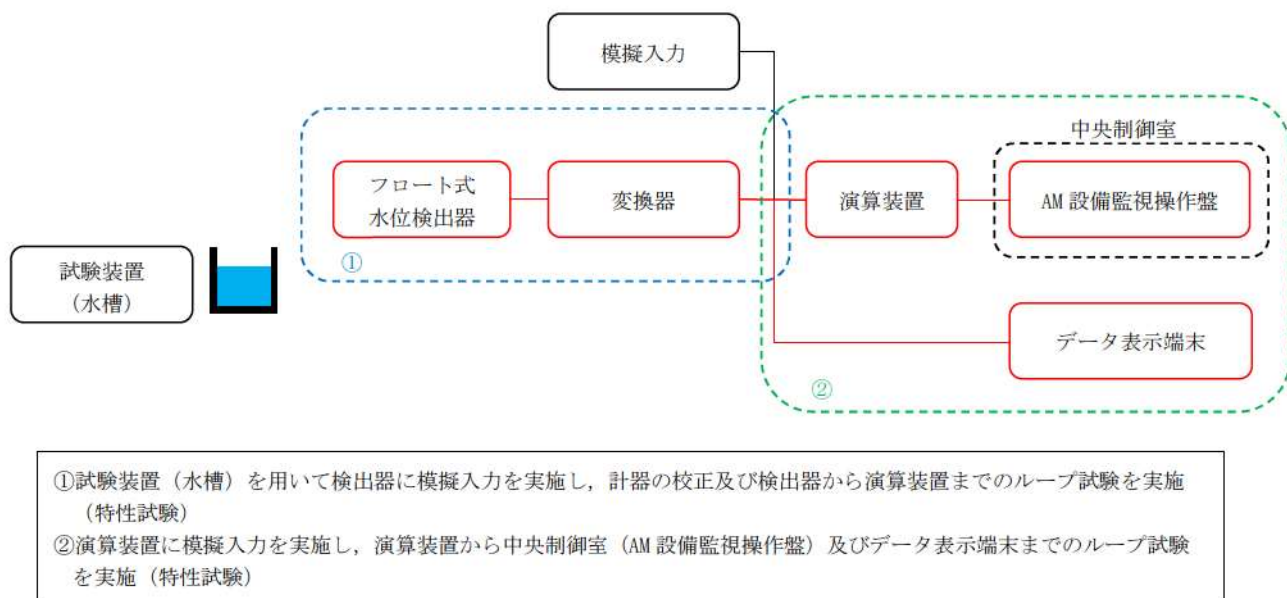 模擬入力
中央制御室
フロート式
水位検出器
変換器
演算装置
AM 設備監視操作盤
①
試験装置
（水槽）
データ表示端末
②
①試験装置（水槽）を用いて検出器に模擬入力を実施し，計器の校正及び検出器から演算装置までのループ試験を実施
（特性試験）
②演算装置に模擬入力を実施し，演算装置から中央制御室（AM 設備監視操作盤）及びデータ表示端末までのループ試験
を実施（特性試験）